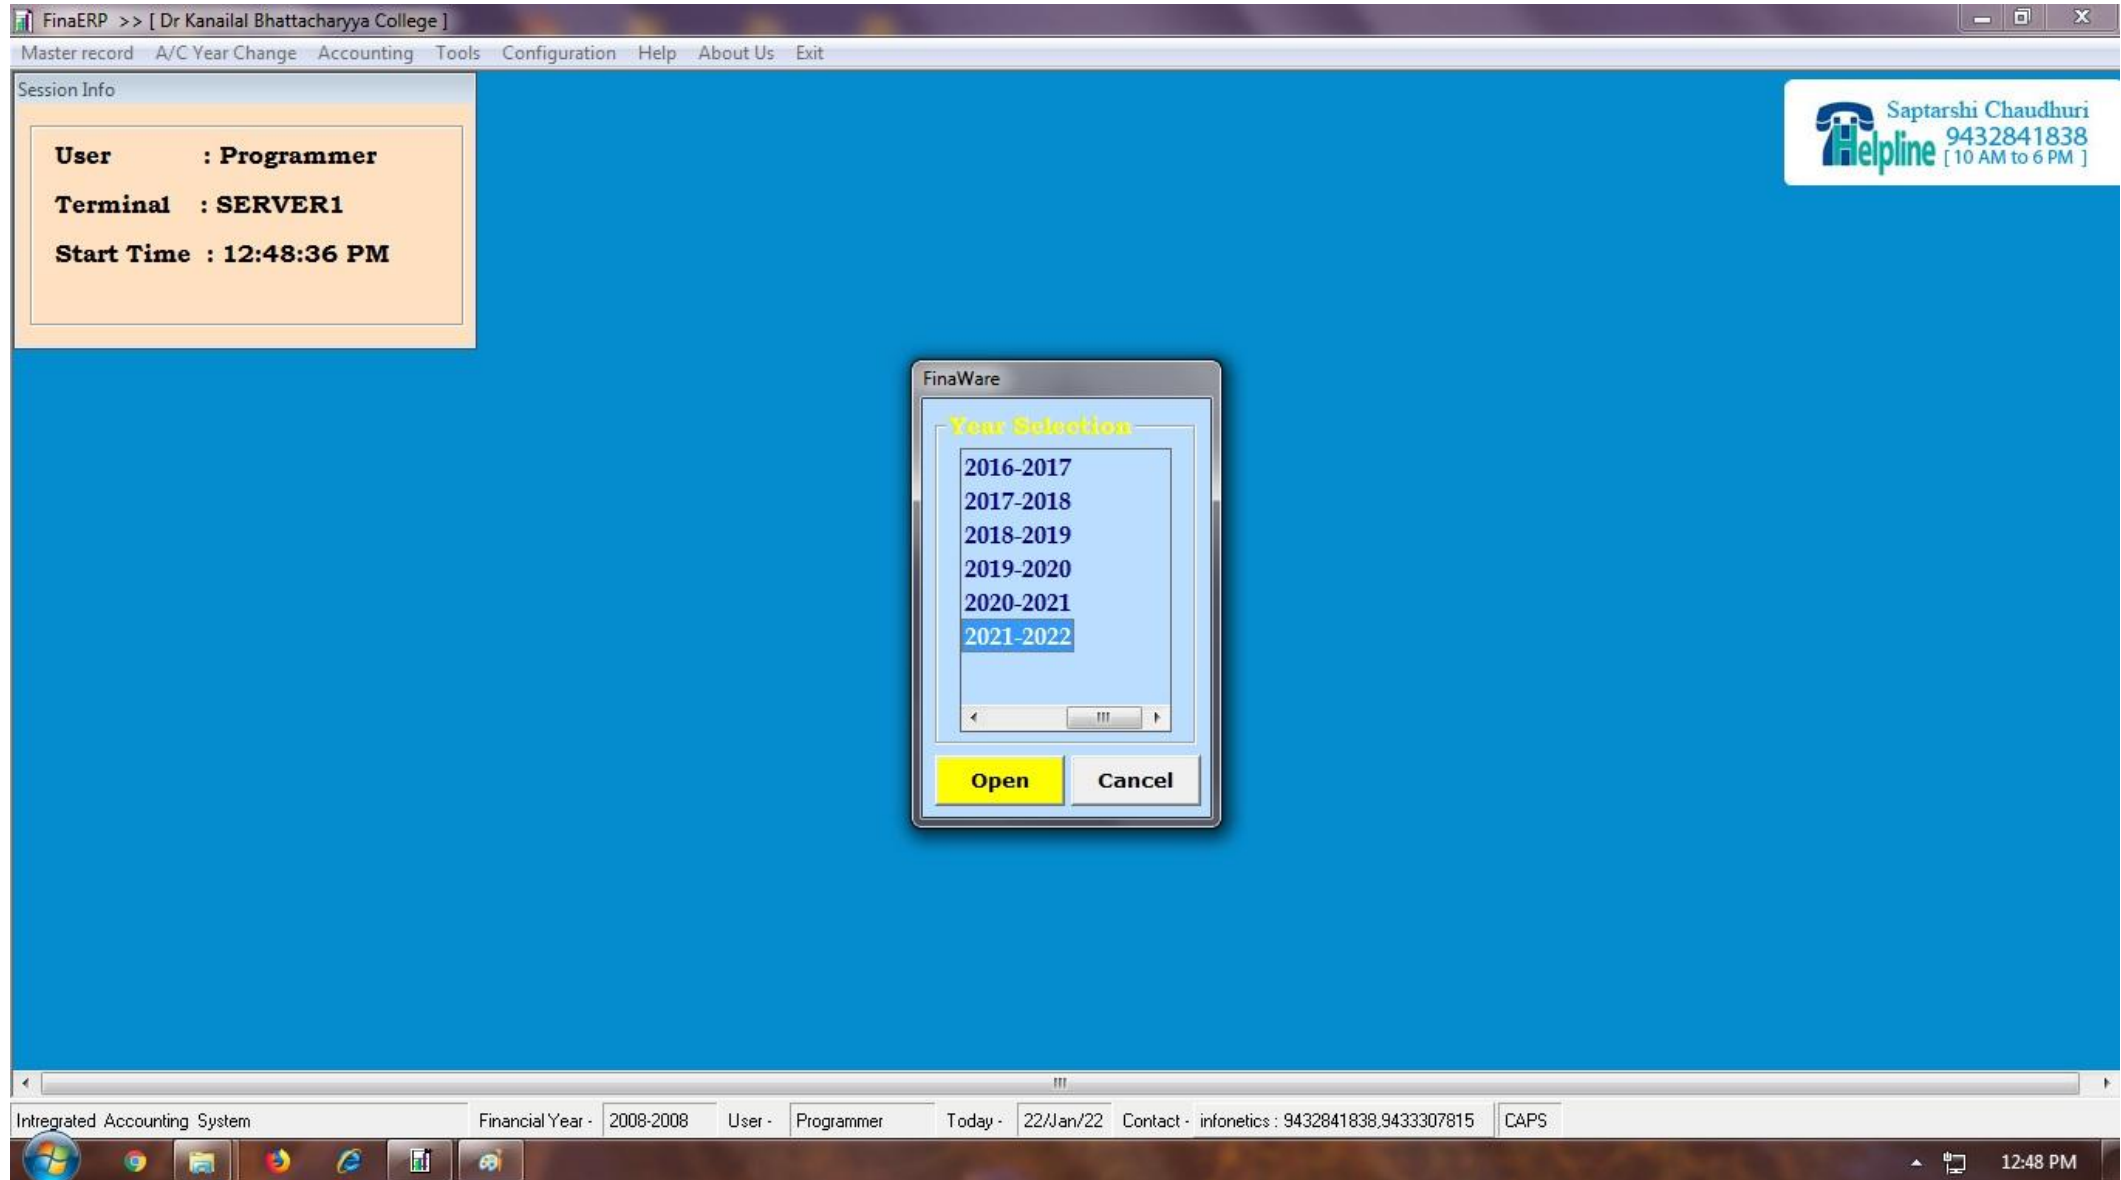 FinaERP >> [ Dr Kanailal Bhattacharyya College ]
Master record A/C Year Change Accounting Tools Configuration Help About Us Exit
Session Info
User : Programmer
Terminal : SERVER1
Start Time : 12:48:36 PM
Saptarshi Chaudhuri
Helpline 9432841838
[ 10 AM to 6 PM ]
FinaWare
Year Selection
2016-2017
2017-2018
2018-2019
2019-2020
2020-2021
2021-2022
Open Cancel
Intregrated Accounting System Financial Year - 2008-2008 User - Programmer Today - 22/Jan/22 Contact - infonetics : 9432841838,9433307815 CAPS
12:48 PM